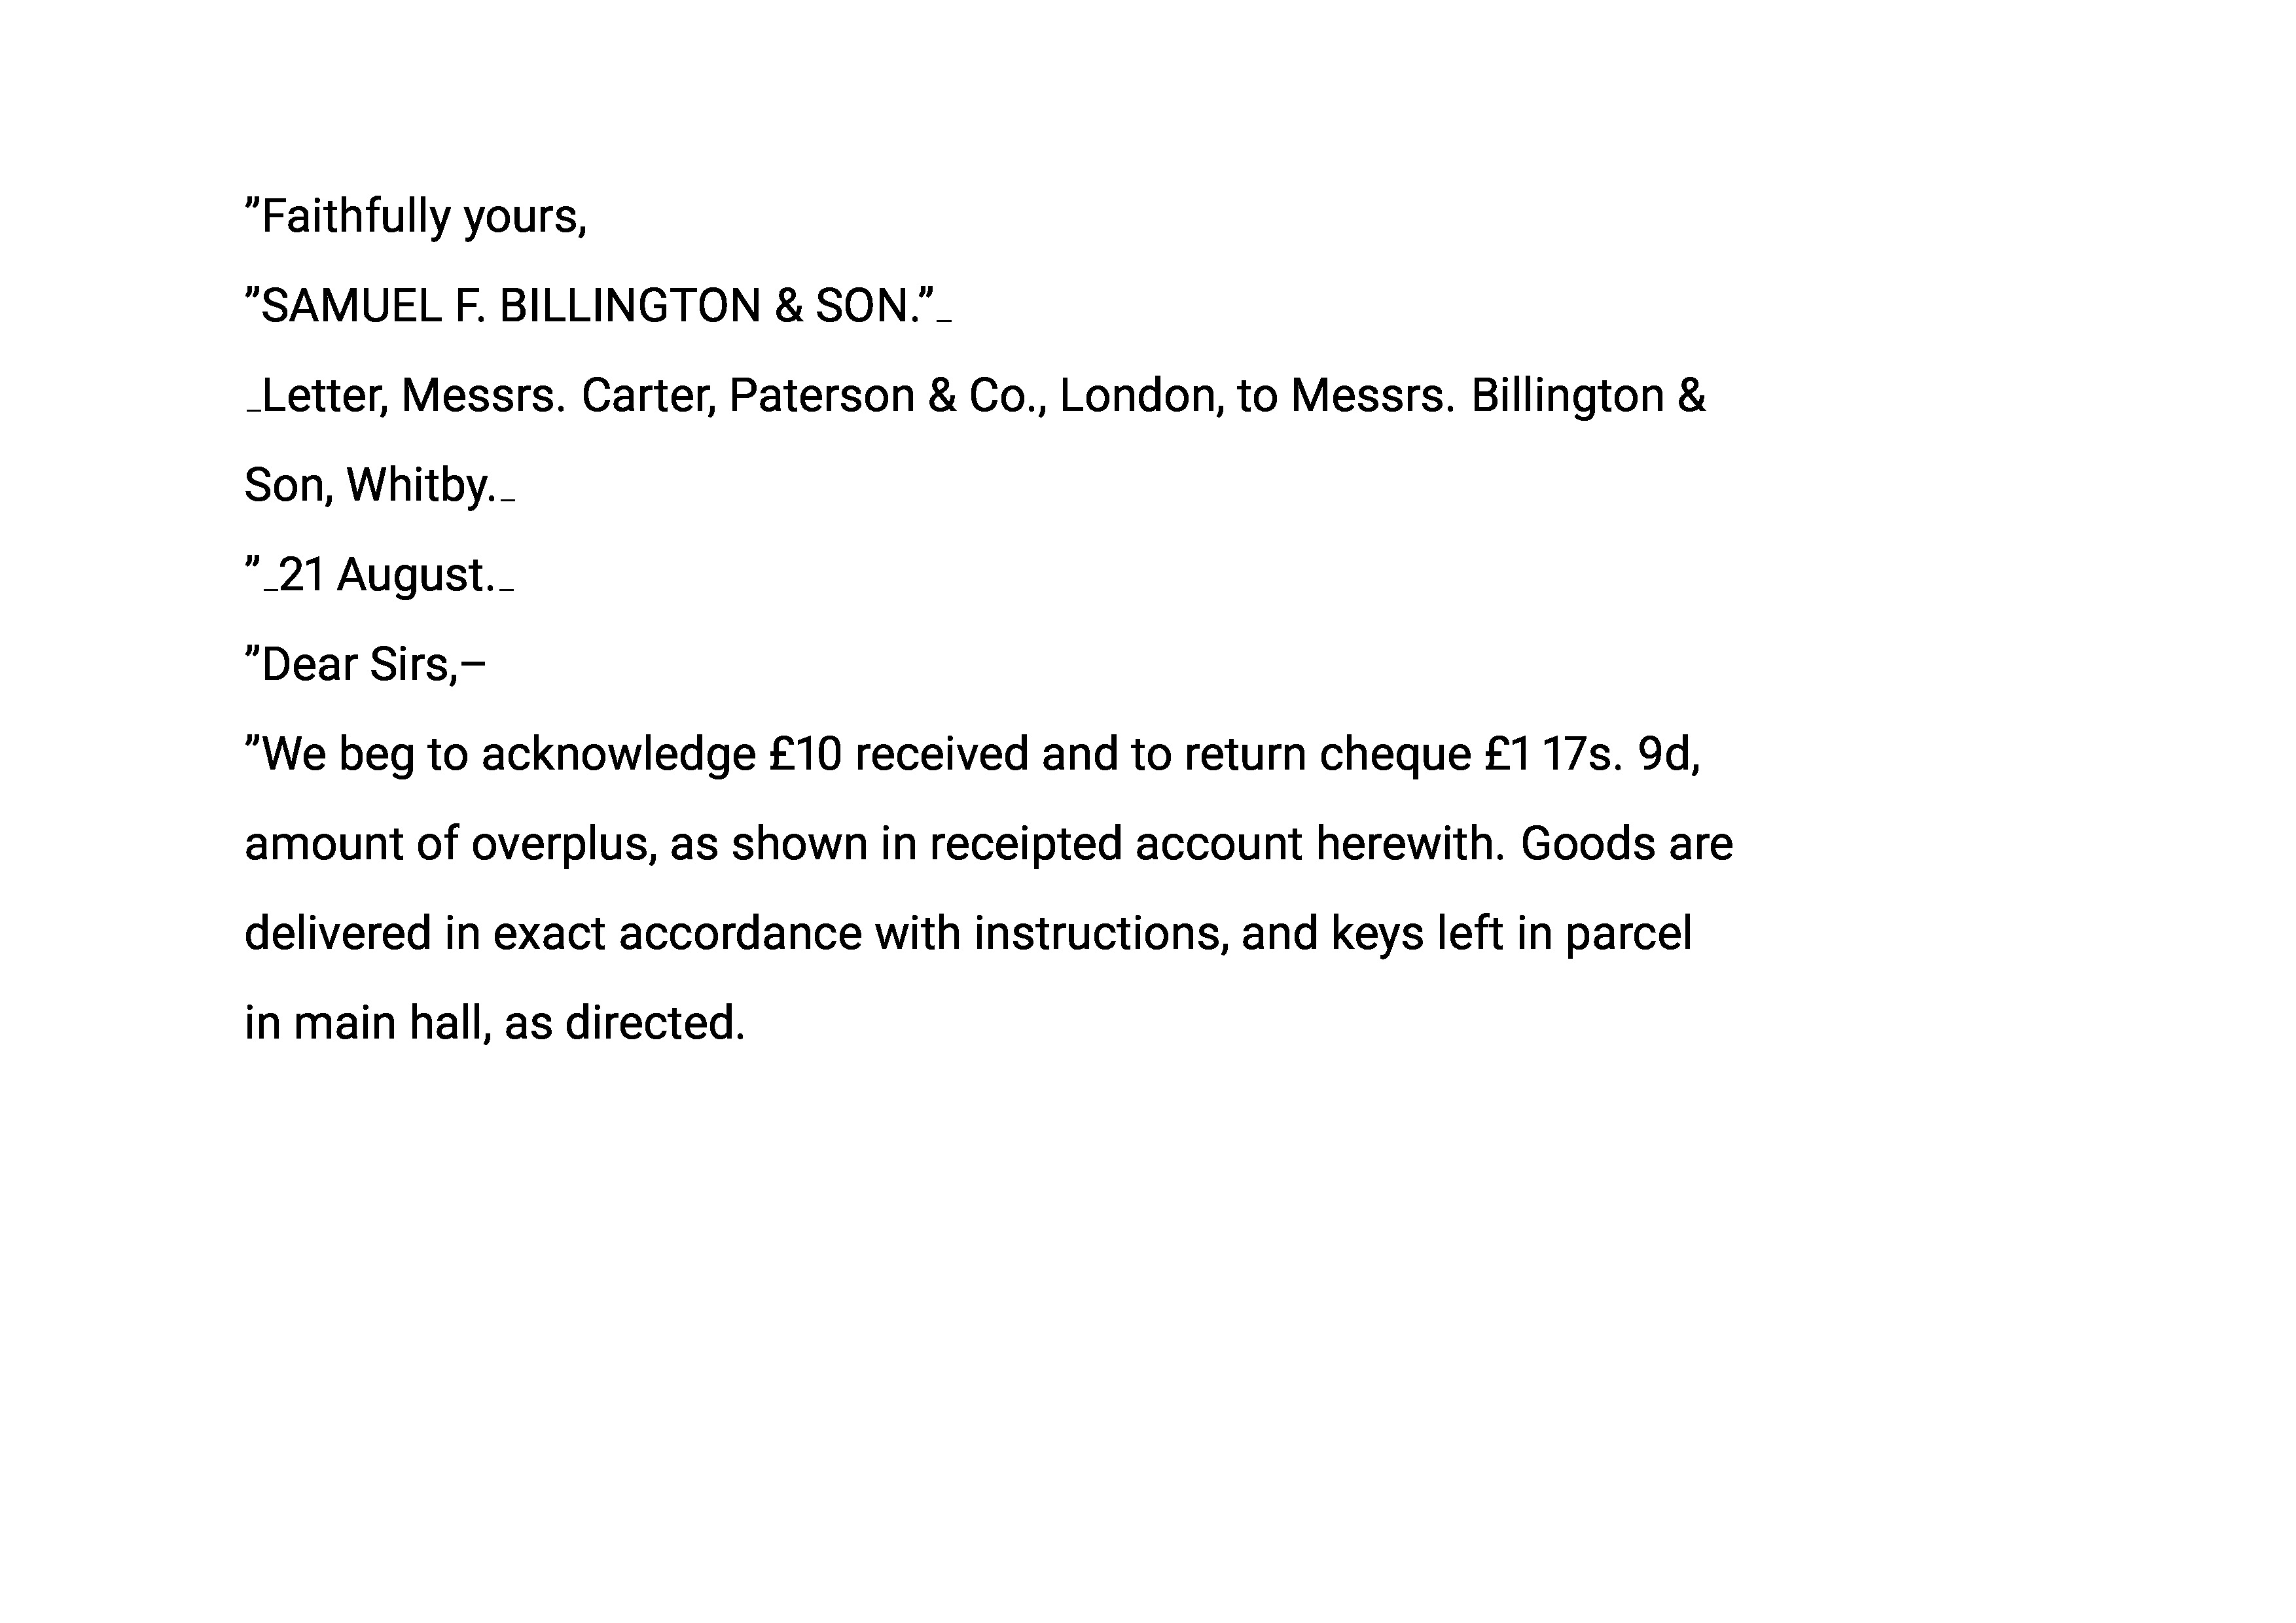 ”Faithfully yours,
”SAMUEL F. BILLINGTON & SON.”_
_Letter, Messrs. Carter, Paterson & Co., London, to Messrs. Billington &
Son, Whitby._
”_21 August._
”Dear Sirs,–
”We beg to acknowledge £10 received and to return cheque £1 17s. 9d,
amount of overplus, as shown in receipted account herewith. Goods are
delivered in exact accordance with instructions, and keys left in parcel
in main hall, as directed.